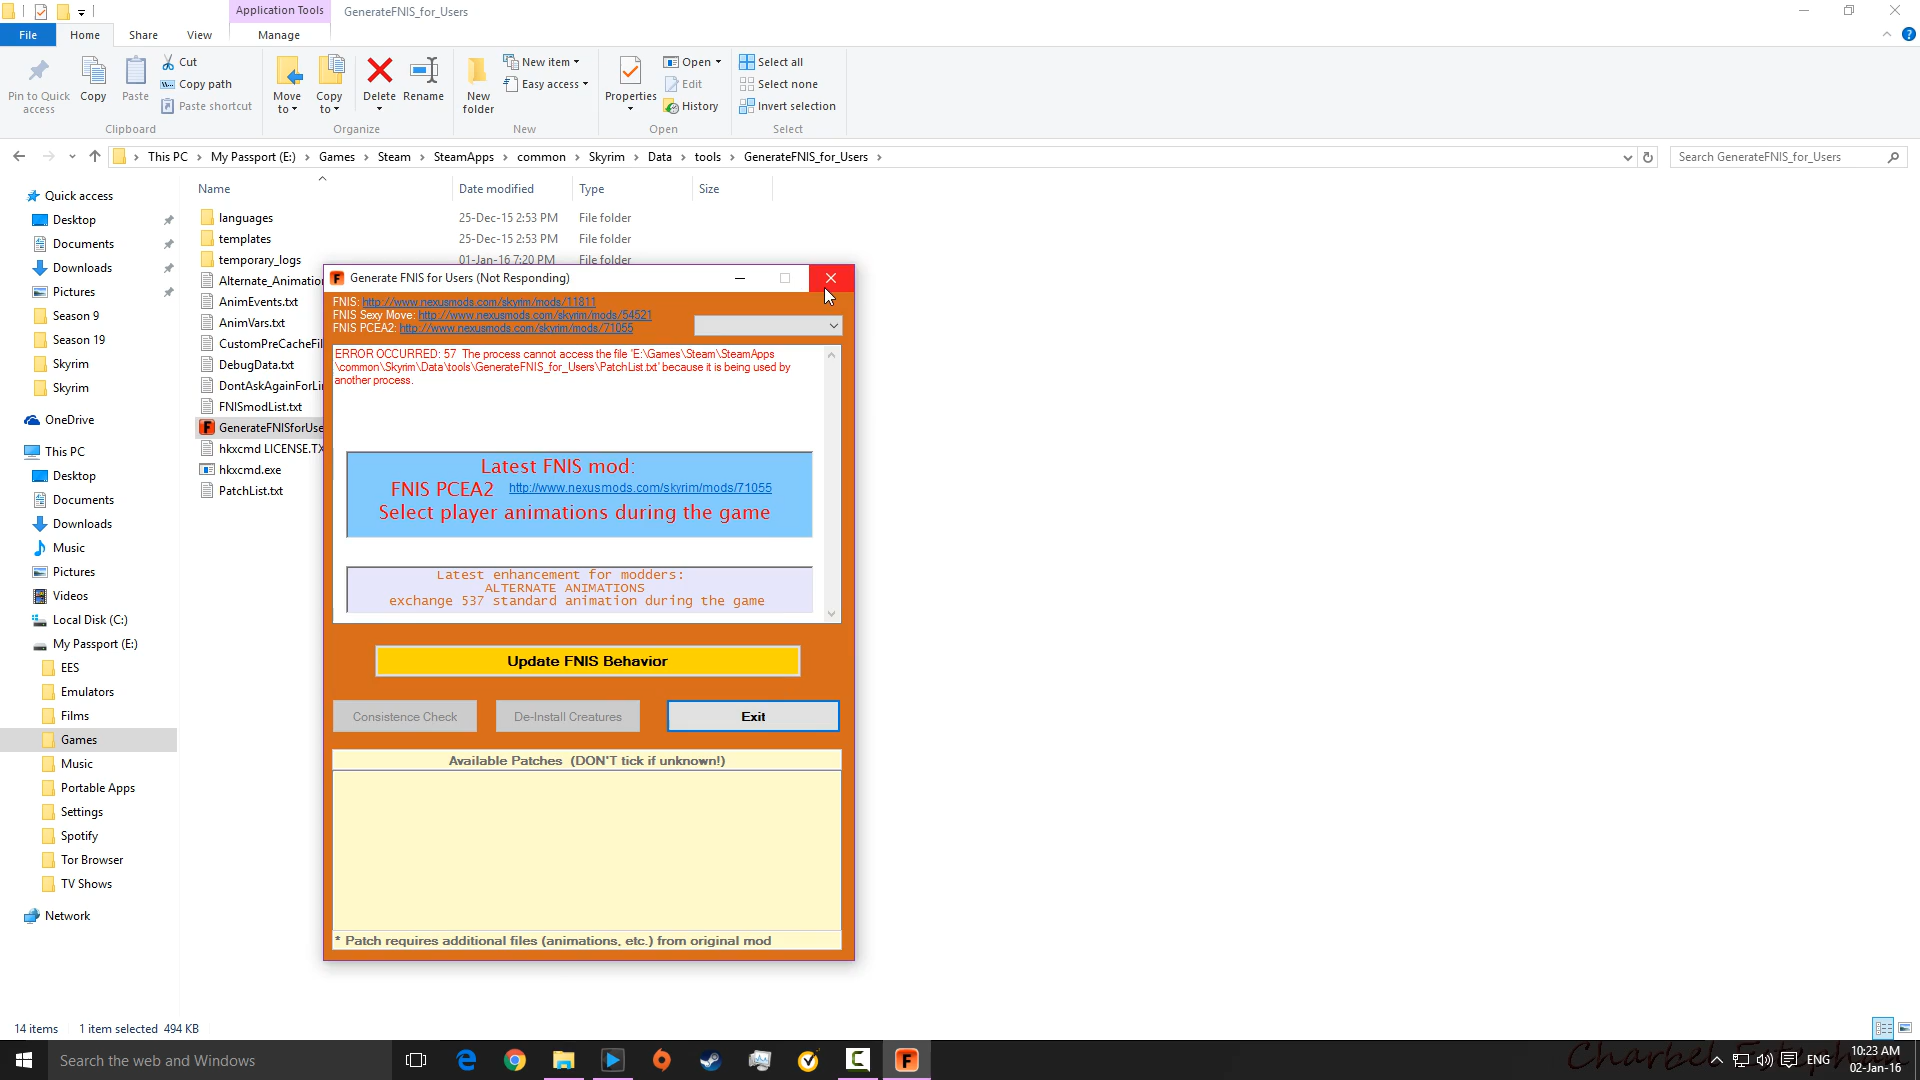 Application Tools
GenerateFNIS_for_Users
File
Home
Share
View
Manage
Pin to Quick access
Copy
Paste
Cut
Copy path
Paste shortcut
Clipboard
Move to
Copy to
Delete
Rename
Organize
New folder
New item
Easy access
New
Properties
Open
Edit
History
Open
Select all
Select none
Invert selection
Select
This PC
My Passport (E:)
Games
Steam
SteamApps
common
Skyrim
Data
tools
GenerateFNIS_for_Users
Search GenerateFNIS_for_Users
Name
Date modified
Type
Size
Quick access
Desktop
Documents
Downloads
Pictures
Season 9
Season 19
Skyrim
Skyrim
OneDrive
This PC
Desktop
Documents
Downloads
Music
Pictures
Videos
Local Disk (C:)
My Passport (E:)
EES
Emulators
Films
Games
Music
Portable Apps
Settings
Spotify
Tor Browser
TV Shows
Network
languages 25-Dec-15 2:53 PM File folder
templates 25-Dec-15 2:53 PM File folder
temporary_logs 01-Jan-16 7:20 PM File folder
Alternate_Animation
AnimEvents.txt
AnimVars.txt
CustomPreCacheFil
DebugData.txt
DontAskAgainForLin
FNISmodList.txt
GenerateFNISforUse
hkxcmd LICENSE.TX
hkxcmd.exe
PatchList.txt
Generate FNIS for Users (Not Responding)
FNIS: http://www.nexusmods.com/skyrim/mods/11811
FNIS Sexy Move: http://www.nexusmods.com/skyrim/mods/54521
FNIS PCEA2: http://www.nexusmods.com/skyrim/mods/71055
ERROR OCCURRED: 57 The process cannot access the file 'E:\Games\Steam\SteamApps
\common\Skyrim\Data\tools\GenerateFNIS_for_Users\PatchList.txt' because it is being used by
another process.
Latest FNIS mod:
FNIS PCEA2 http://www.nexusmods.com/skyrim/mods/71055
Select player animations during the game
Latest enhancement for modders:
ALTERNATE ANIMATIONS
exchange 537 standard animation during the game
Update FNIS Behavior
Consistence Check
De-Install Creatures
Exit
Available Patches (DON'T tick if unknown!)
* Patch requires additional files (animations, etc.) from original mod
14 items
1 item selected 494 KB
Search the web and Windows
ENG
10:23 AM
02-Jan-16